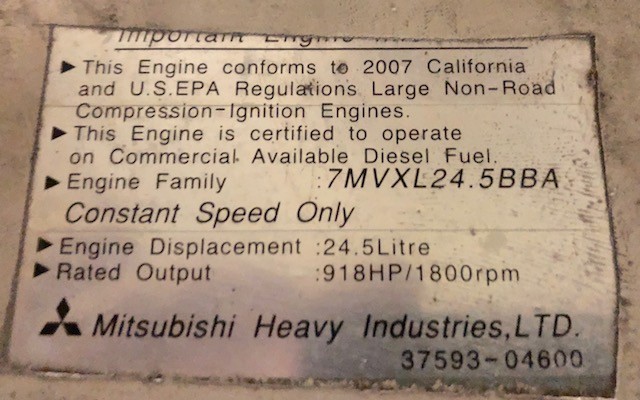 Important Engine
▶ This Engine conforms to 2007 California
and U.S.EPA Regulations Large Non-Road
Compression-Ignition Engines.
▶ This Engine is certified to operate
on Commercial Available Diesel Fuel.
▶ Engine Family :7MVXL24.5BBA
Constant Speed Only
▶ Engine Displacement :24.5Litre
▶ Rated Output :918HP/1800rpm
Mitsubishi Heavy Industries,LTD.
37593-04600